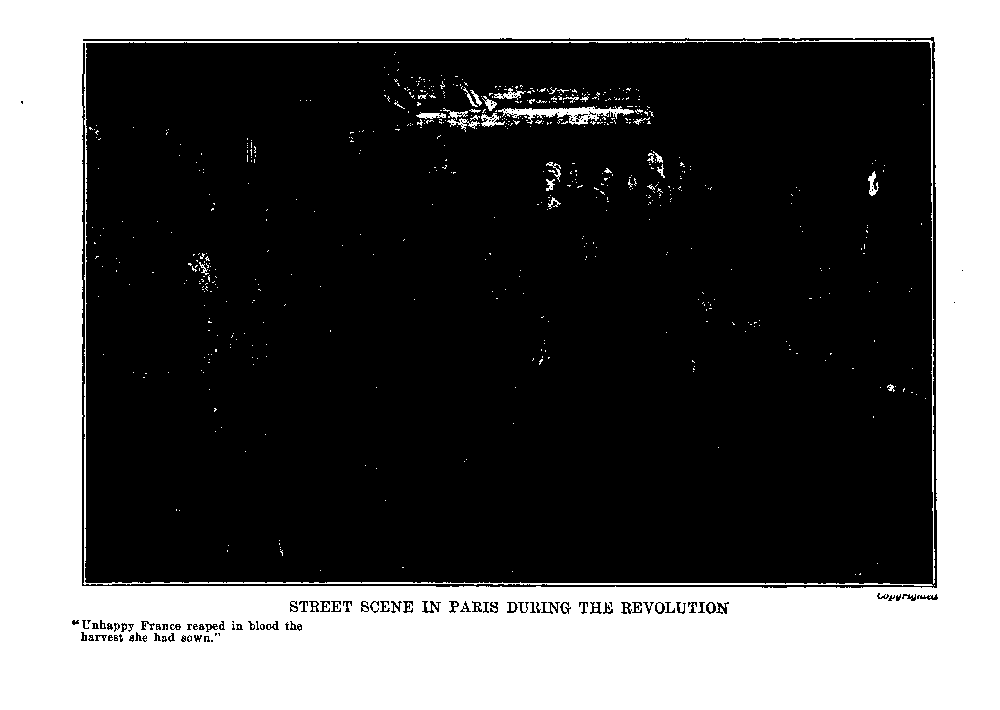 Copyrighted
STREET SCENE IN PARIS DURING THE REVOLUTION
"Unhappy France reaped in blood the
harvest she had sown."